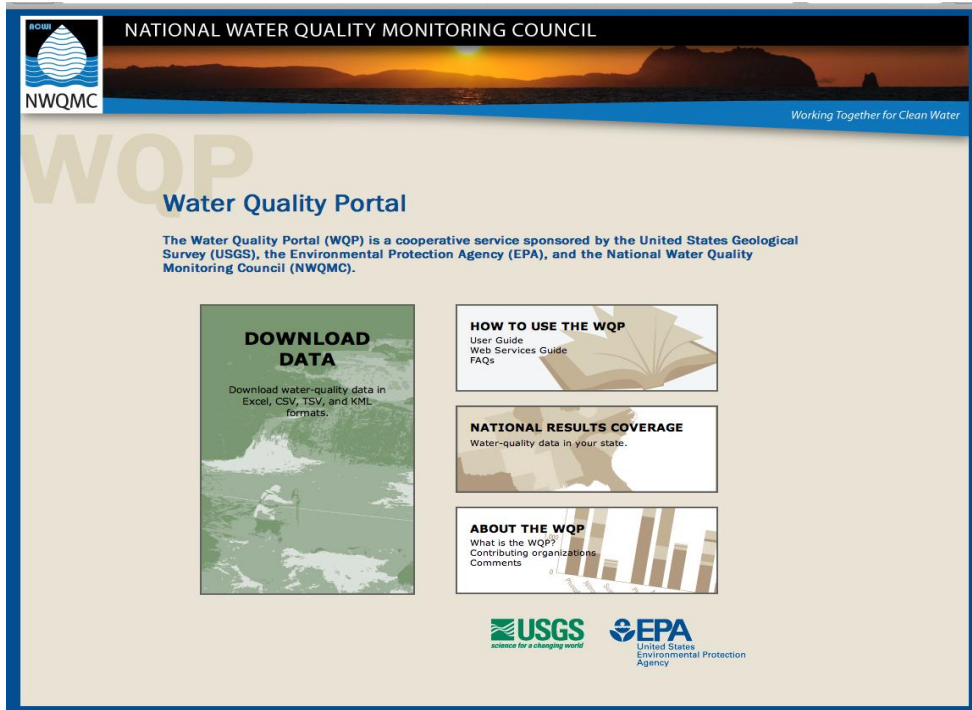 ACWI
NWQMC
NATIONAL WATER QUALITY MONITORING COUNCIL
Working Together for Clean Water
WQP
Water Quality Portal
The Water Quality Portal (WQP) is a cooperative service sponsored by the United States Geological
Survey (USGS), the Environmental Protection Agency (EPA), and the National Water Quality
Monitoring Council (NWQMC).
DOWNLOAD
DATA
Download water-quality data in
Excel, CSV, TSV, and KML
formats.
HOW TO USE THE WQP
User Guide
Web Services Guide
FAQs
NATIONAL RESULTS COVERAGE
Water-quality data in your state.
ABOUT THE WQP
What is the WQP?
Contributing organizations
Comments
0
USGS
science for a changing world
EPA
United States
Environmental Protection
Agency